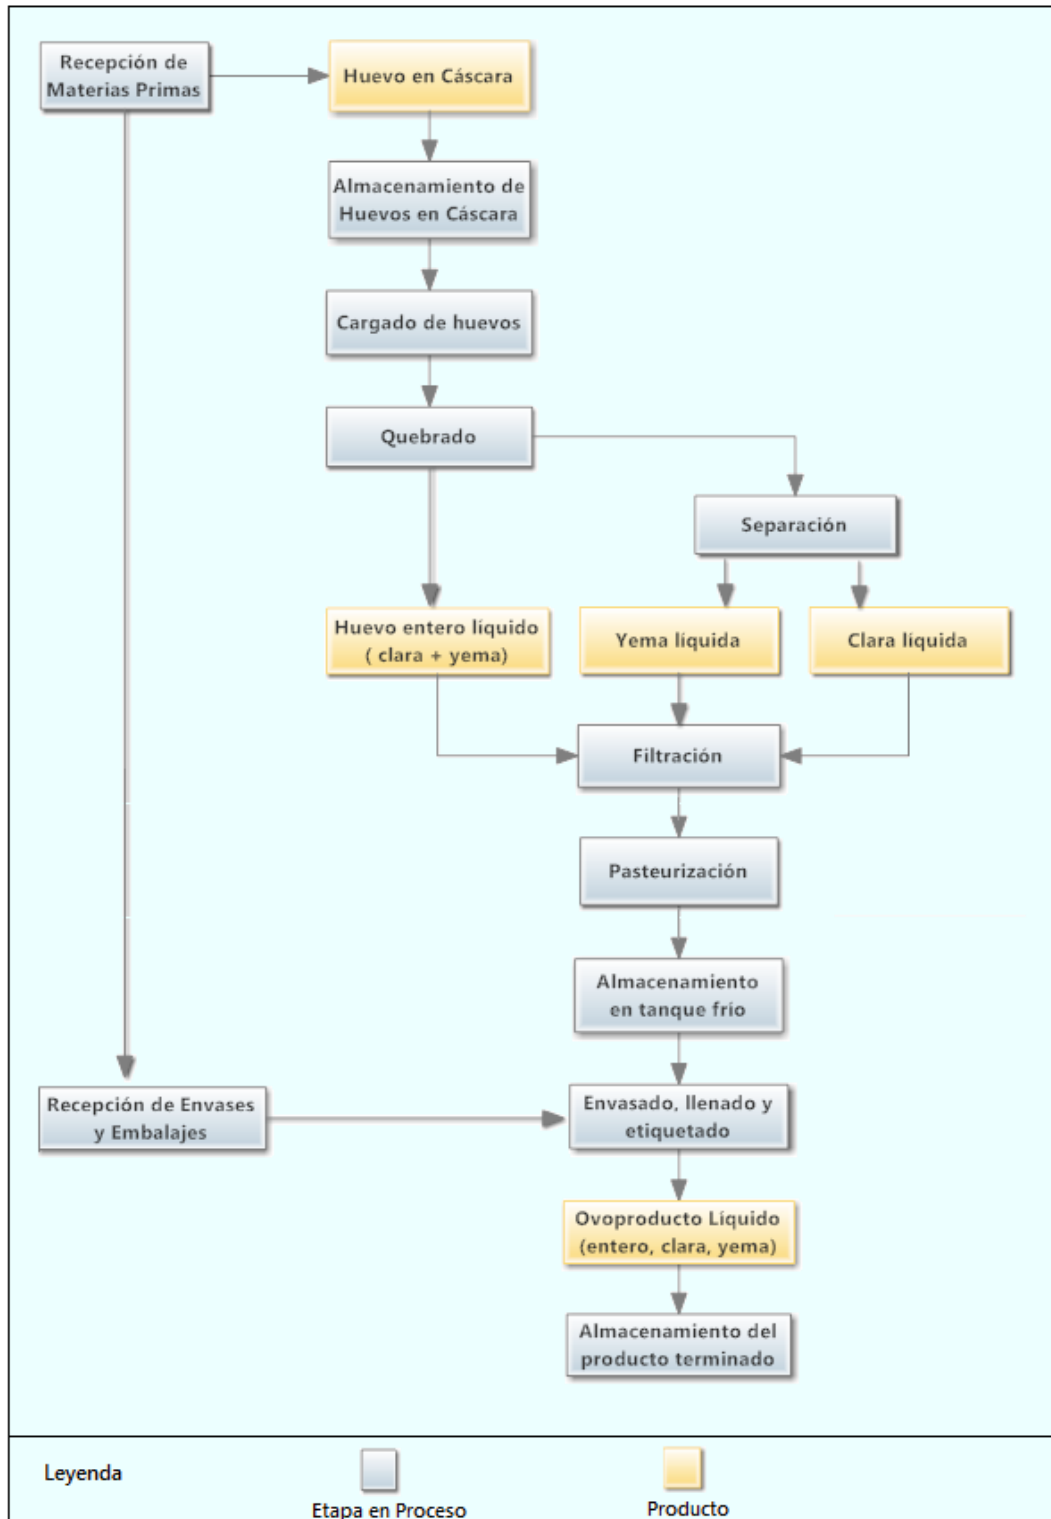 Recepción de
Materias Primas
Huevo en Cáscara
Almacenamiento de
Huevos en Cáscara
Cargado de huevos
Quebrado
Separación
Huevo entero líquido
( clara + yema)
Yema líquida
Clara líquida
Filtración
Pasteurización
Almacenamiento
en tanque frío
Recepción de Envases
y Embalajes
Envasado, llenado y
etiquetado
Ovoproducto Líquido
(entero, clara, yema)
Almacenamiento del
producto terminado
Leyenda
Etapa en Proceso
Producto